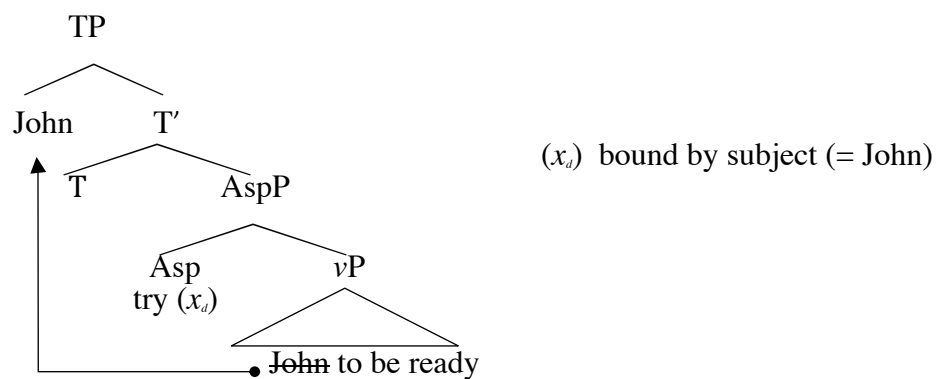 TP
John T′
(x_d) bound by subject (= John)
T AspP
Asp vP
try (x_d)
John to be ready